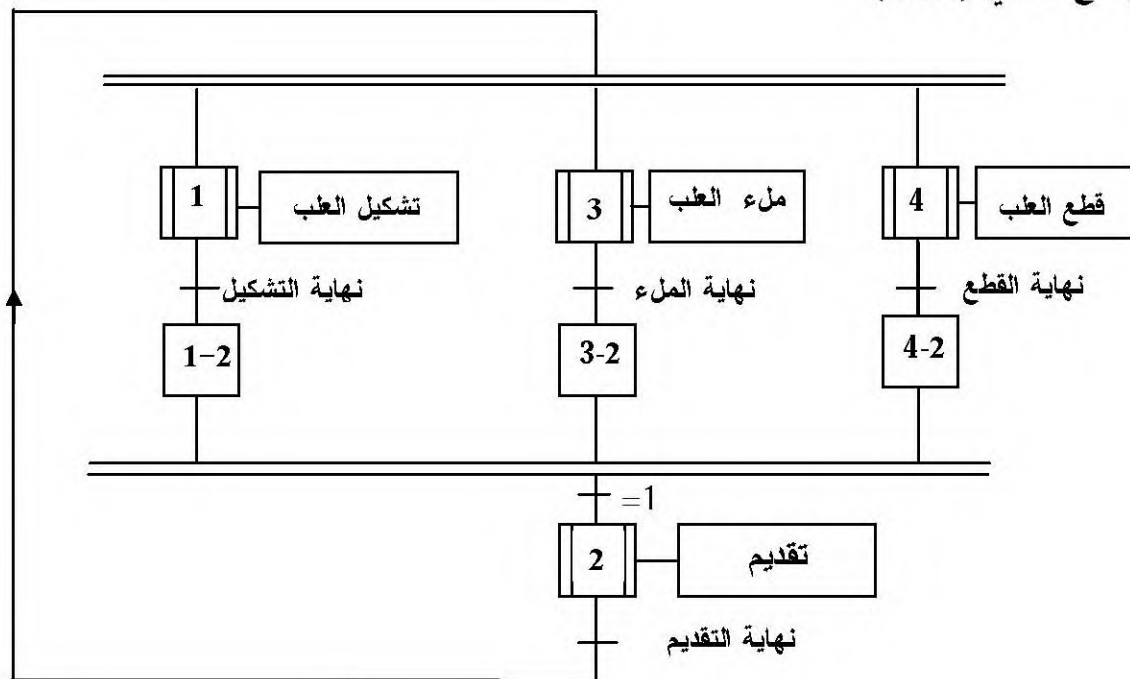 1 تشكيل العلب
3 ملء العلب
4 قطع العلب
نهاية التشكيل
نهاية الملء
نهاية القطع
1-2
3-2
4-2
=1
2 تقديم
نهاية التقديم